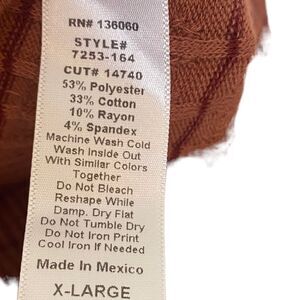 RN# 136060
STYLE#
7253-164
CUT# 14740
53% Polyester
33% Cotton
10% Rayon
4% Spandex
Machine Wash Cold
Wash Inside Out
With Similar Colors
Together
Do Not Bleach
Reshape While
Damp. Dry Flat
Do Not Tumble Dry
Do Not Iron Print
Cool Iron If Needed
Made In Mexico
X-LARGE